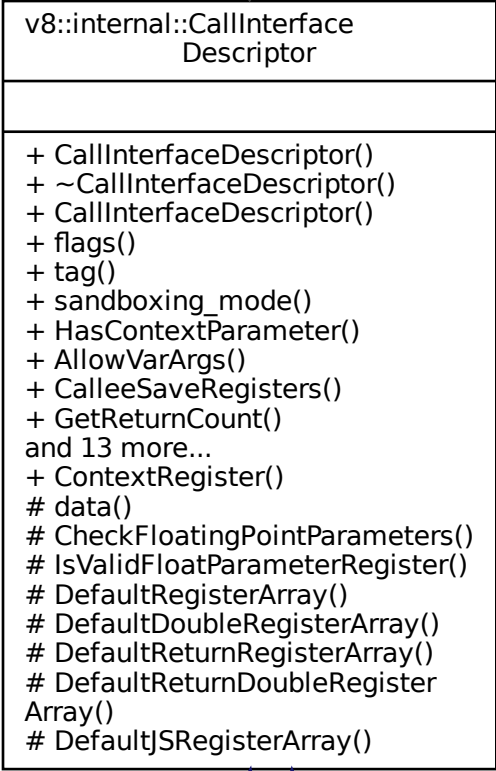 v8::internal::CallInterface
Descriptor
+ CallInterfaceDescriptor()
+ ~CallInterfaceDescriptor()
+ CallInterfaceDescriptor()
+ flags()
+ tag()
+ sandboxing_mode()
+ HasContextParameter()
+ AllowVarArgs()
+ CalleeSaveRegisters()
+ GetReturnCount()
and 13 more...
+ ContextRegister()
# data()
# CheckFloatingPointParameters()
# IsValidFloatParameterRegister()
# DefaultRegisterArray()
# DefaultDoubleRegisterArray()
# DefaultReturnRegisterArray()
# DefaultReturnDoubleRegister
Array()
# DefaultJSRegisterArray()